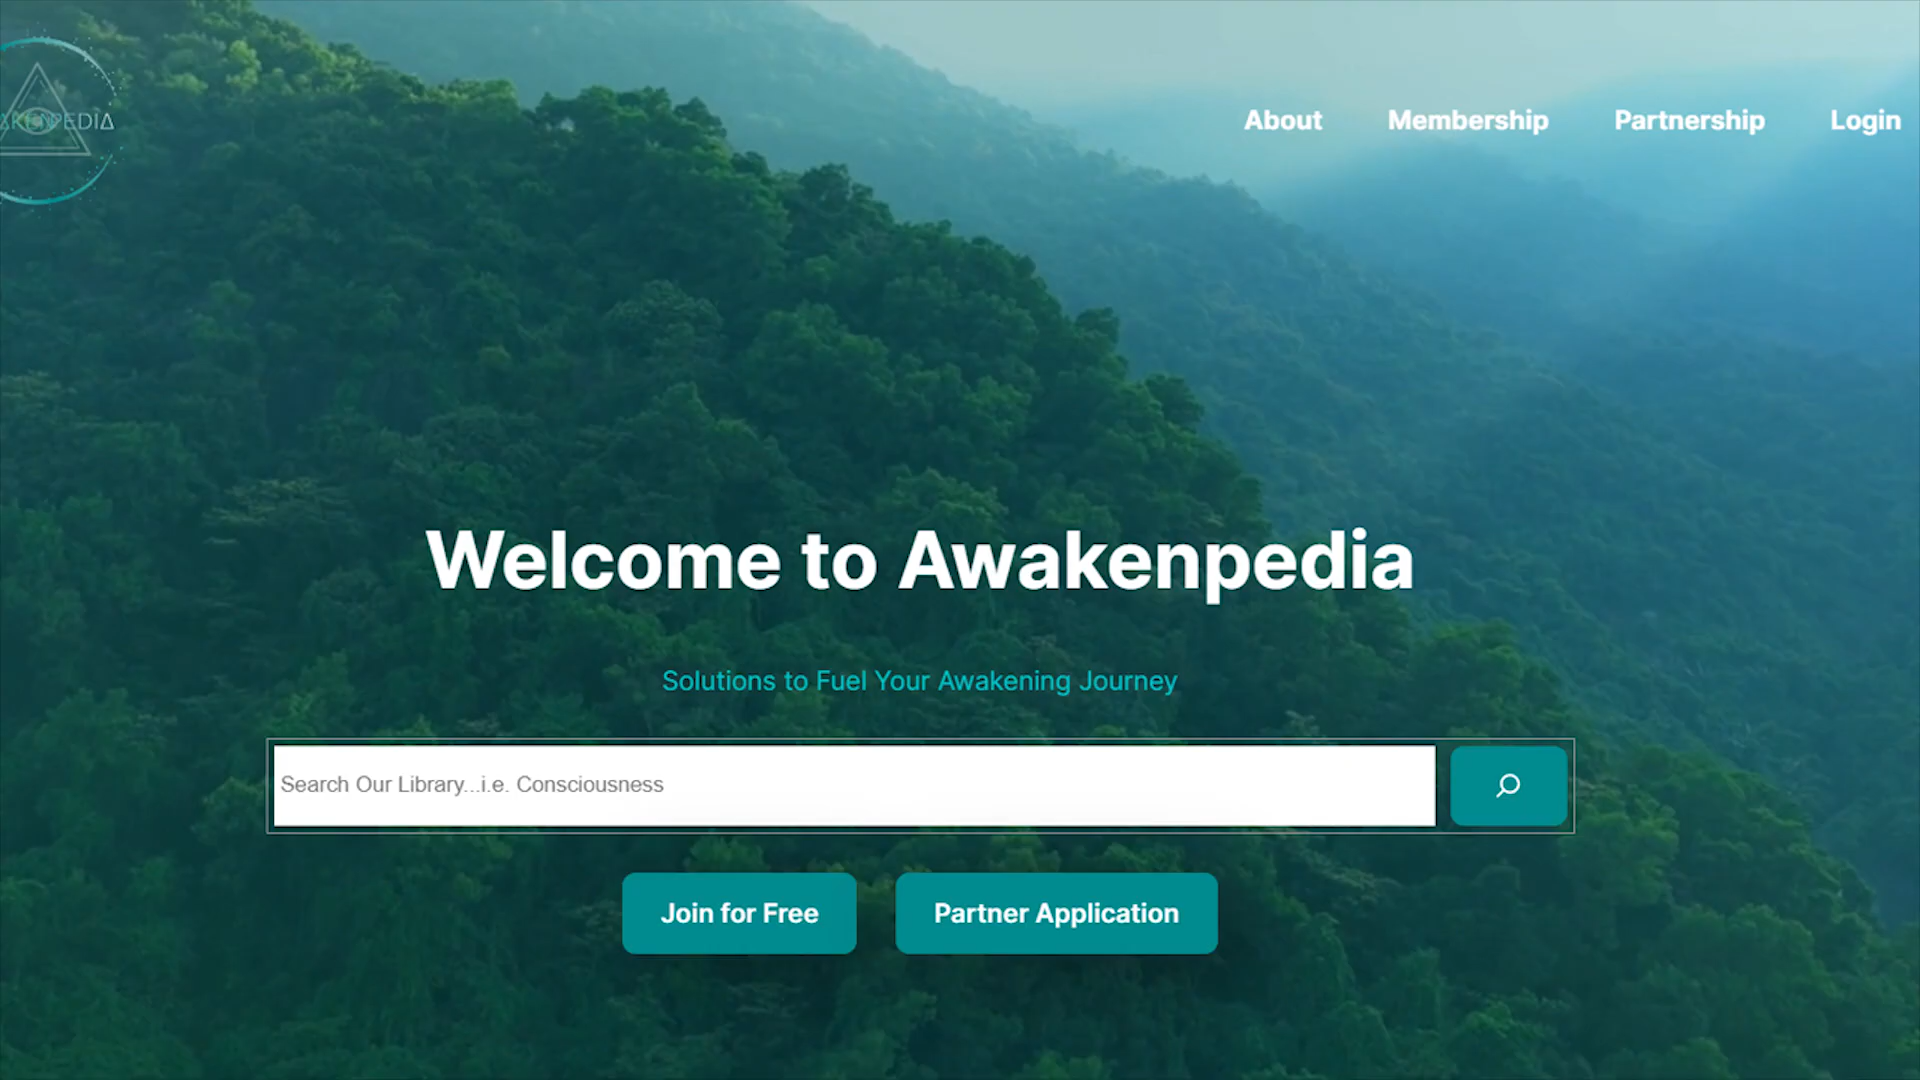 AKENPEDIA
About Membership Partnership Login
Welcome to Awakenpedia
Solutions to Fuel Your Awakening Journey
Search Our Library...i.e. Consciousness
Join for Free Partner Application